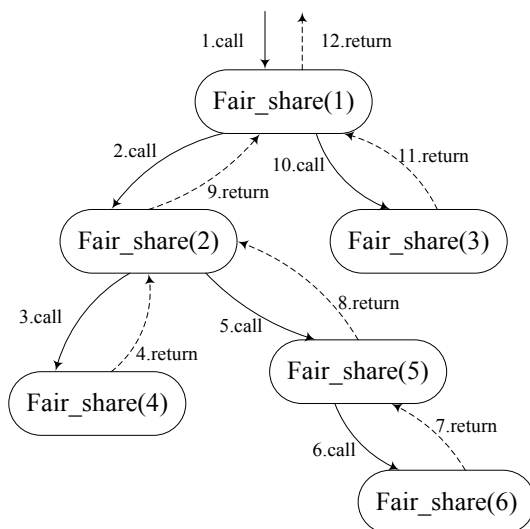 1.call
12.return
Fair_share(1)
2.call
11.return
10.call
9.return
Fair_share(2)
Fair_share(3)
8.return
3.call
5.call
4.return
Fair_share(5)
Fair_share(4)
7.return
6.call
Fair_share(6)